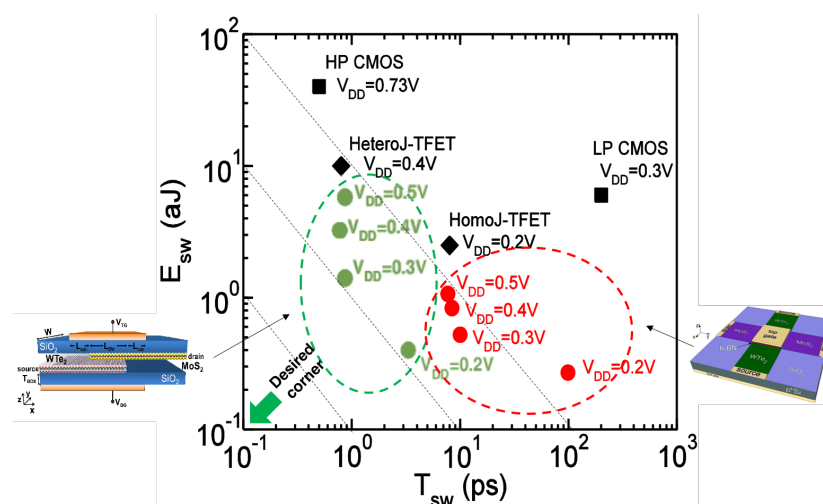 10²
HP CMOS
V_DD=0.73V
HeteroJ-TFET
V_DD=0.4V
10¹
LP CMOS
V_DD=0.3V
V_DD=0.5V
V_DD=0.4V
HomoJ-TFET
V_DD=0.2V
V_DD=0.3V
V_DD=0.5V
V_DD=0.4V
V_DD=0.3V
10⁰
V_DD=0.2V
V_DD=0.2V
Desired
corner
10⁻¹
10⁻¹ 10⁰ 10¹ 10² 10³
E_sw (aJ)
T_sw (ps)
W
V_TG
SiO₂
WTe₂
drain
source
MoS₂
T_BOX
SiO₂
V_BG
z y
x
WTe₂
MoS₂
top
gate
MoS₂
h-BN
WTe₂
SiO₂
source